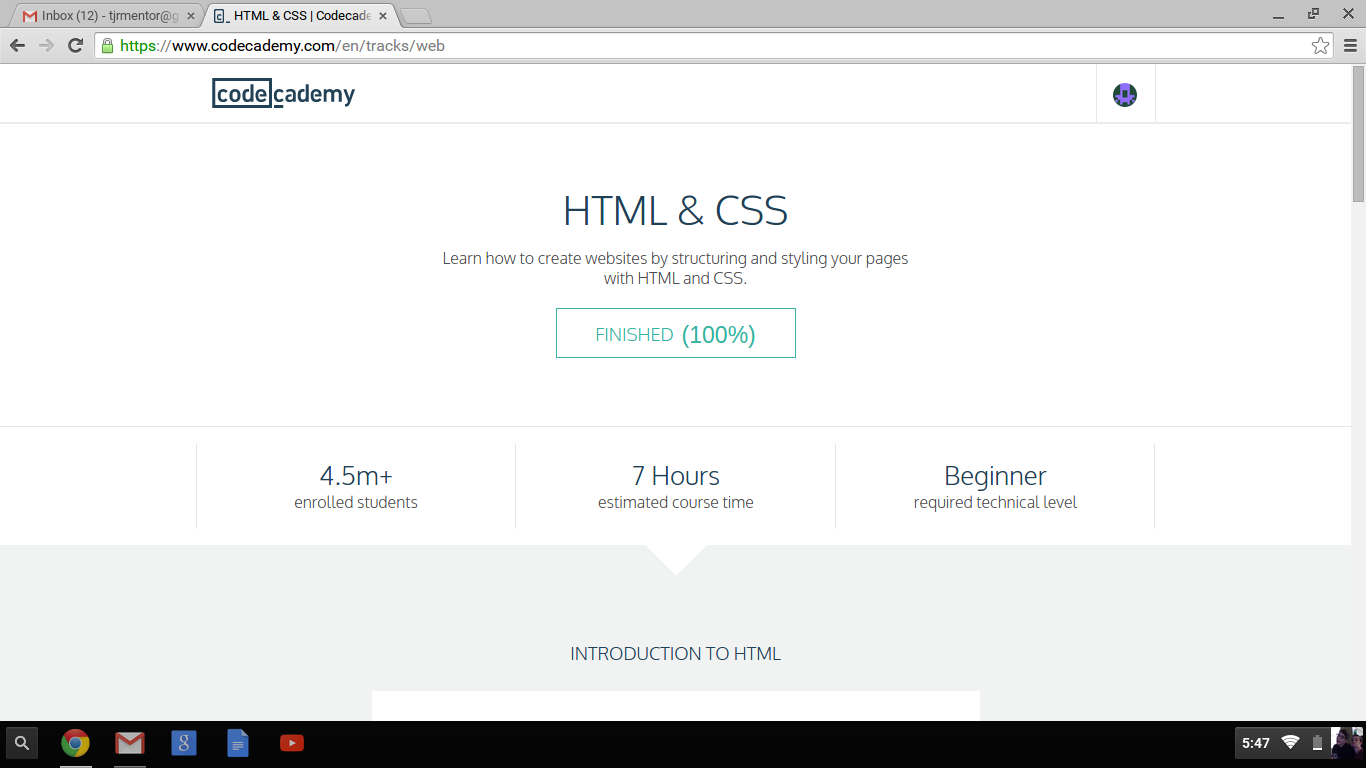 Inbox (12) - tjrmentor@g
HTML & CSS | Codecade
https://www.codecademy.com/en/tracks/web
codecademy
HTML & CSS
Learn how to create websites by structuring and styling your pages
with HTML and CSS.
FINISHED (100%)
4.5m+
enrolled students
7 Hours
estimated course time
Beginner
required technical level
INTRODUCTION TO HTML
5:47